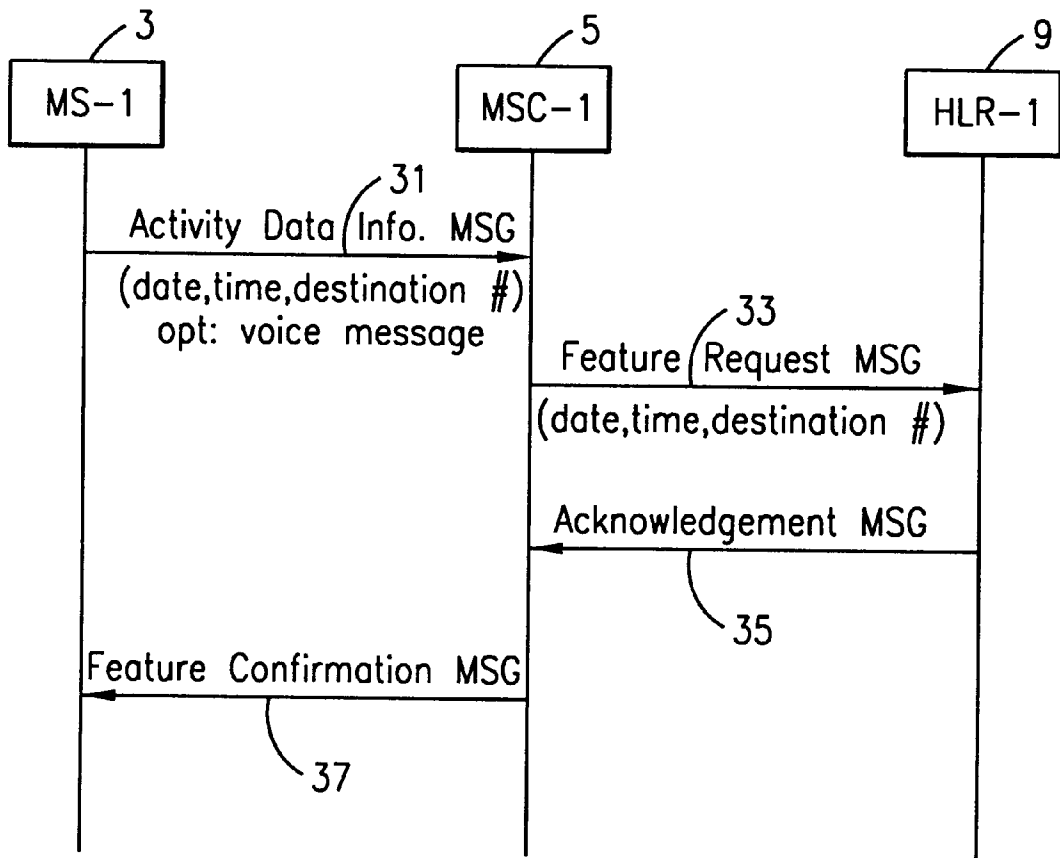 3
5
9
MS-1
MSC-1
HLR-1
31
Activity Data Info. MSG
(date,time,destination #)
opt: voice message
33
Feature Request MSG
(date,time,destination #)
Acknowledgement MSG
35
Feature Confirmation MSG
37